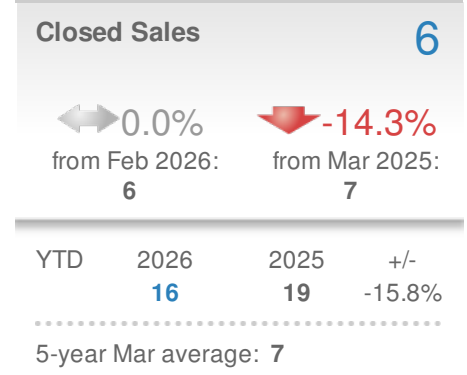 Closed Sales 6
0.0% -14.3%
from Feb 2026: from Mar 2025:
6 7
YTD 2026 2025 +/-
16 19 -15.8%
5-year Mar average: 7